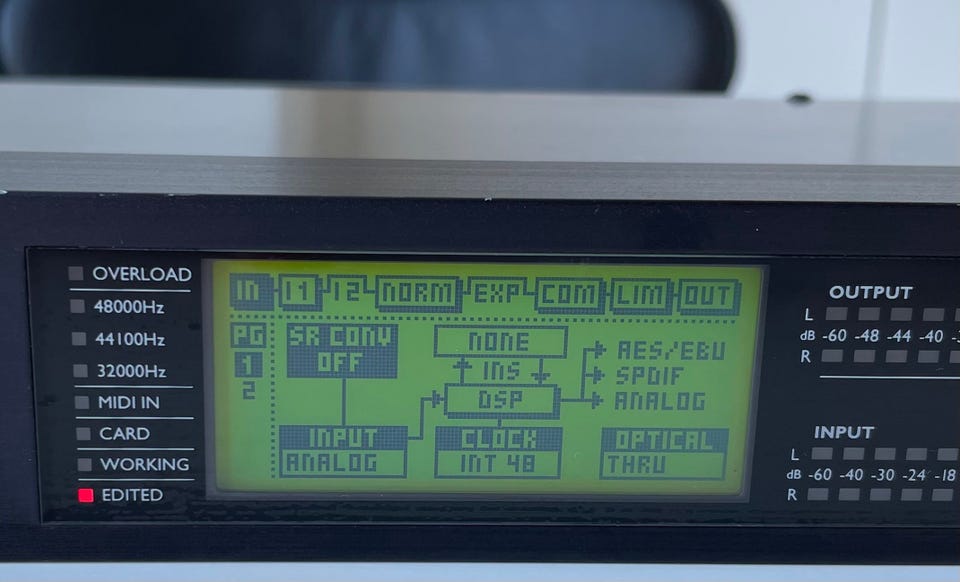 OVERLOAD
48000Hz
44100Hz
32000Hz
MIDI IN
CARD
WORKING
EDITED
IN I1 I2 NORM EXP COM LIM OUT
PG
1
2
SR CONV
OFF
NONE
INS
DSP
AES/EBU
SPDIF
ANALOG
INPUT
ANALOG
CLOCK
INT 48
OPTICAL
THRU
OUTPUT
L
dB -60 -48 -44 -40
R
INPUT
L
dB -60 -40 -30 -24 -18
R